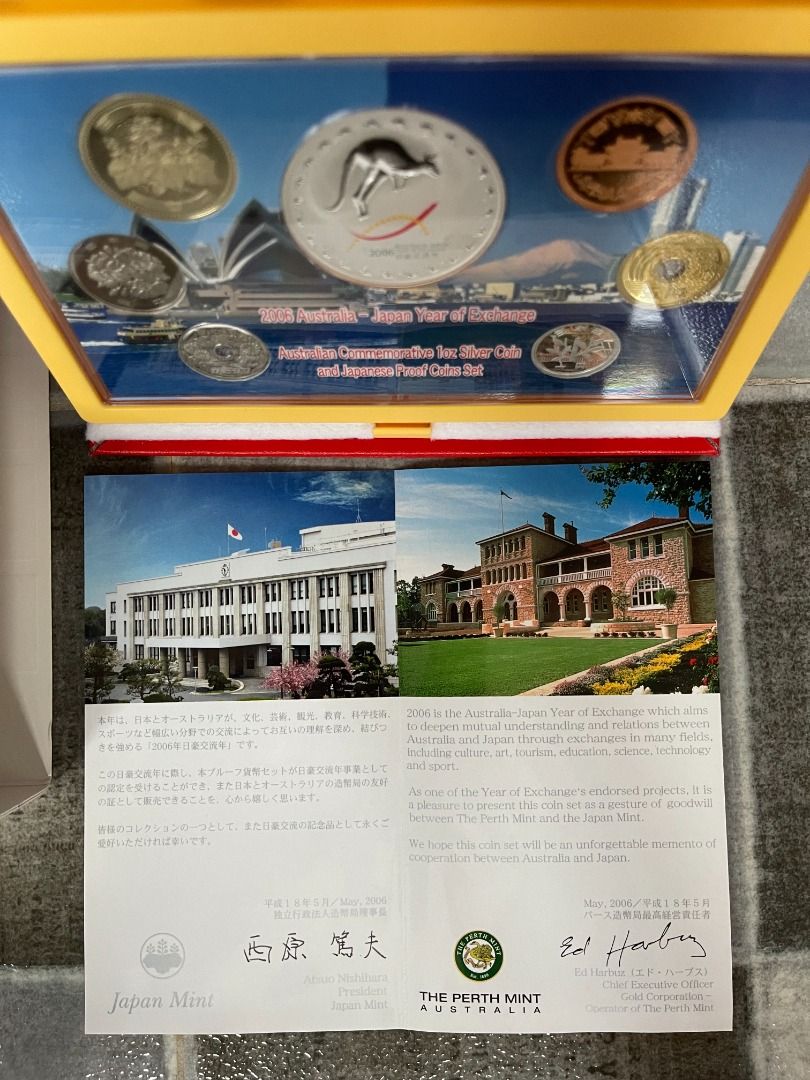 2006
2006 Australia - Japan Year of Exchange
Australian Commemorative 1oz Silver Coin
and Japanese Proof Coins Set
本年は、日本とオーストラリアが、文化、芸術、観光、教育、科学技術、
スポーツなど幅広い分野での交流によってお互いの理解を深め、結びつ
きを強める「2006年日豪交流年」です。
この日豪交流年に際し、本プルーフ貨幣セットが日豪交流年事業として
の認定を受けることができ、また日本とオーストラリアの造幣局の友好
の証として販売できることを、心から嬉しく思います。
皆様のコレクションの一つとして、また日豪交流の記念品として永くご
愛好いただければ幸いです。
平成18年5月/May, 2006
独立行政法人造幣局理事長
西原 篤夫
Atsuo Nishihara
President
Japan Mint
Japan Mint
2006 is the Australia-Japan Year of Exchange which aims
to deepen mutual understanding and relations between
Australia and Japan through exchanges in many fields,
including culture, art, tourism, education, science, technology
and sport.
As one of the Year of Exchange's endorsed projects, it is
a pleasure to present this coin set as a gesture of goodwill
between The Perth Mint and the Japan Mint.
We hope this coin set will be an unforgettable memento of
cooperation between Australia and Japan.
May, 2006/平成18年5月
パース造幣局最高経営責任者
Ed Harbuz
Ed Harbuz (エド・ハーブス)
Chief Executive Officer
Gold Corporation -
Operator of The Perth Mint
THE PERTH MINT
Est. 1899
THE PERTH MINT
AUSTRALIA